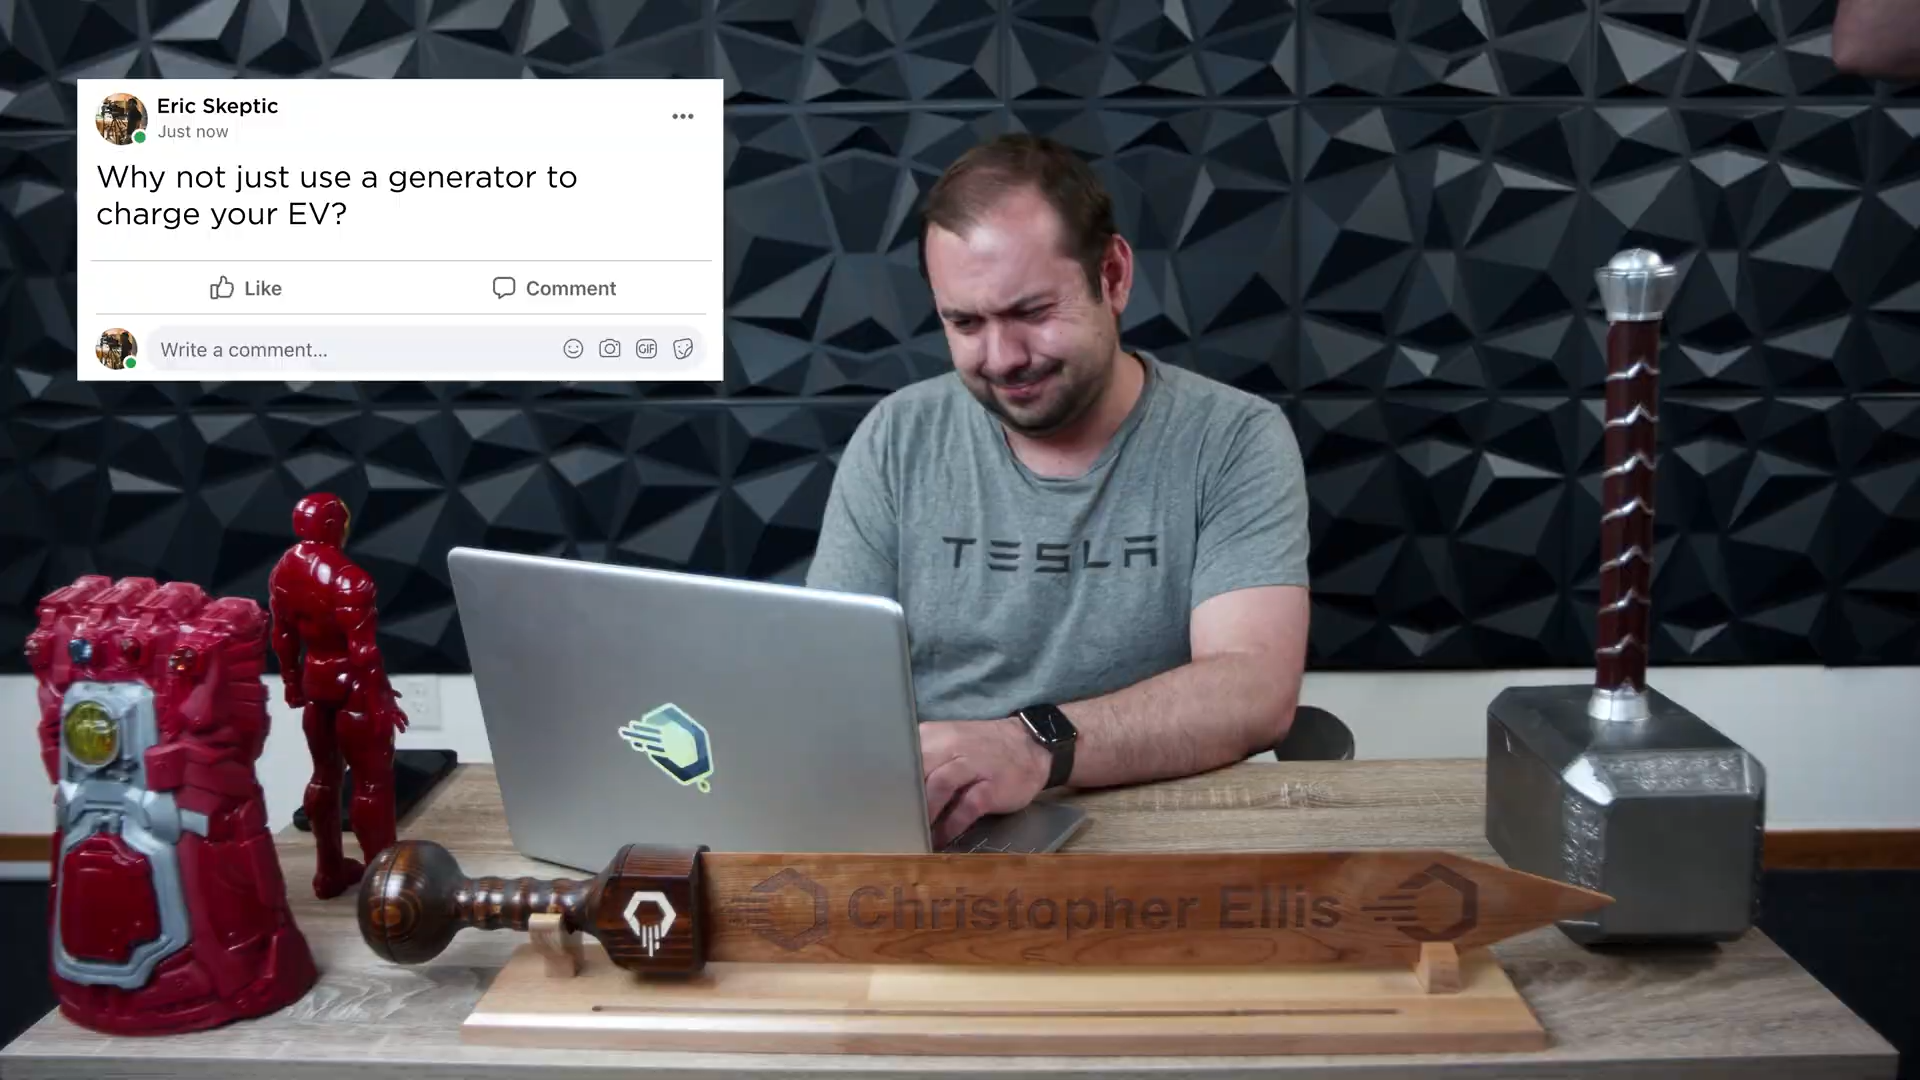 Eric Skeptic
Just now
Why not just use a generator to
charge your EV?
Like
Comment
Write a comment...
GIF
TESLA
Christopher Ellis